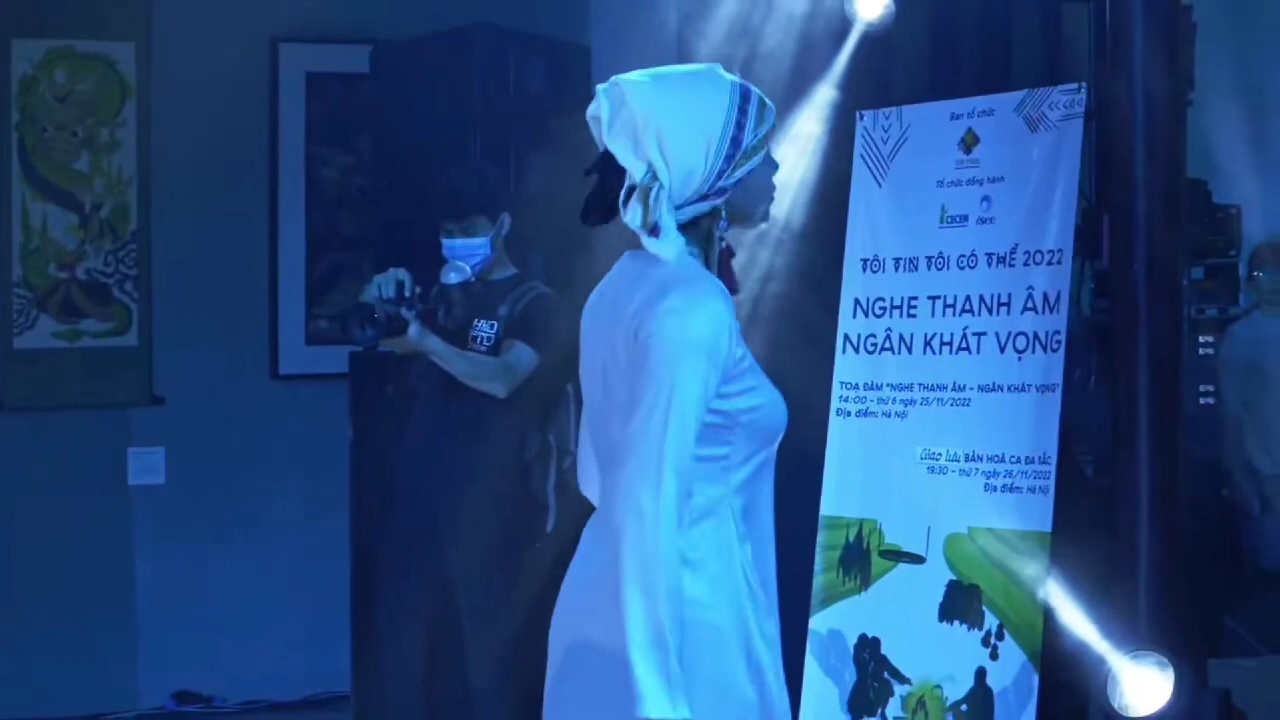 Ban tổ chức
Tổ chức đồng hành
CECEM
isee
TÔI TIN TÔI CÓ THỂ 2022
NGHE THANH ÂM
NGÂN KHÁT VỌNG
TOẠ ĐÀM "NGHE THANH ÂM - NGÂN KHÁT VỌNG"
14:00 - thứ 6 ngày 25/11/2022
Địa điểm: Hà Nội
Giao lưu BẢN HOÀ CA ĐA SẮC
19:30 - thứ 7 ngày 26/11/2022
Địa điểm: Hà Nội